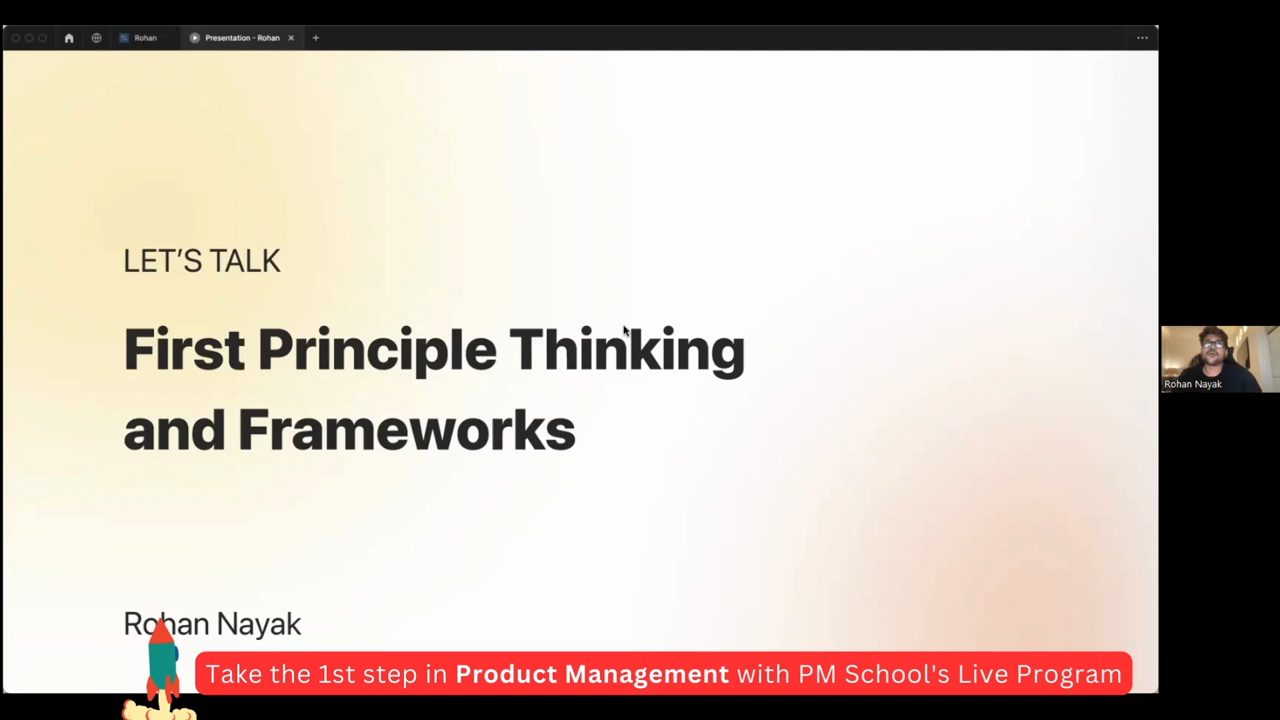 Rohan
Presentation - Rohan
LET’S TALK
First Principle Thinking
and Frameworks
Rohan Nayak
Rohan Nayak
Take the 1st step in Product Management with PM School's Live Program